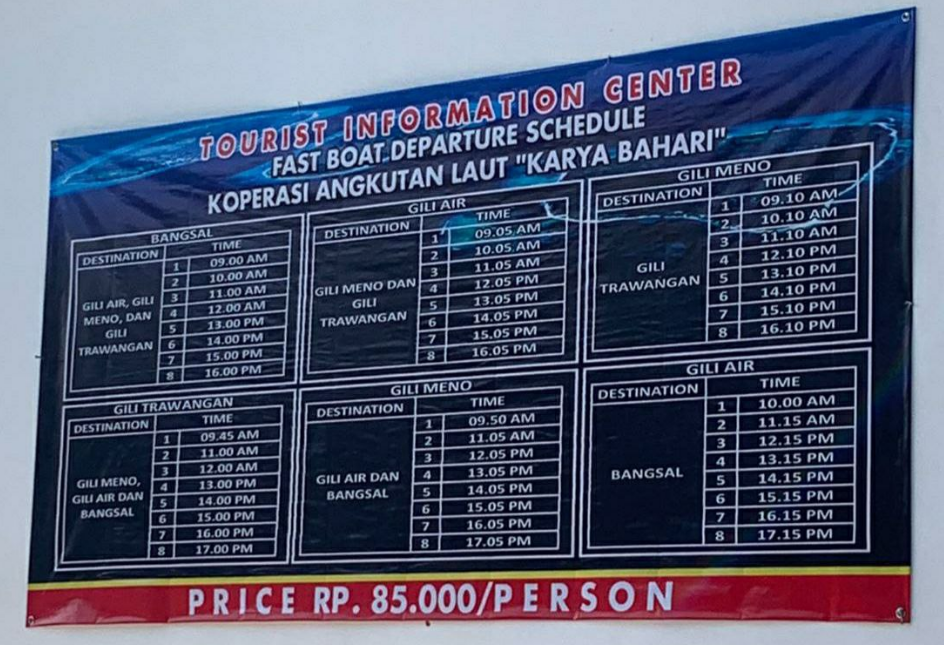 TOURIST INFORMATION CENTER
FAST BOAT DEPARTURE SCHEDULE
KOPERASI ANGKUTAN LAUT "KARYA BAHARI"
BANGSAL
DESTINATION TIME
GILI AIR, GILI MENO, DAN GILI TRAWANGAN
1 09.00 AM
2 10.00 AM
3 11.00 AM
4 12.00 AM
5 13.00 PM
6 14.00 PM
7 15.00 PM
8 16.00 PM
GILI AIR
DESTINATION TIME
GILI MENO DAN GILI TRAWANGAN
1 09.05 AM
2 10.05 AM
3 11.05 AM
4 12.05 PM
5 13.05 PM
6 14.05 PM
7 15.05 PM
8 16.05 PM
GILI MENO
DESTINATION TIME
GILI TRAWANGAN
1 09.10 AM
2 10.10 AM
3 11.10 AM
4 12.10 PM
5 13.10 PM
6 14.10 PM
7 15.10 PM
8 16.10 PM
GILI TRAWANGAN
DESTINATION TIME
GILI MENO, GILI AIR DAN BANGSAL
1 09.45 AM
2 11.00 AM
3 12.00 AM
4 13.00 PM
5 14.00 PM
6 15.00 PM
7 16.00 PM
8 17.00 PM
GILI MENO
DESTINATION TIME
GILI AIR DAN BANGSAL
1 09.50 AM
2 11.05 AM
3 12.05 PM
4 13.05 PM
5 14.05 PM
6 15.05 PM
7 16.05 PM
8 17.05 PM
GILI AIR
DESTINATION TIME
BANGSAL
1 10.00 AM
2 11.15 AM
3 12.15 PM
4 13.15 PM
5 14.15 PM
6 15.15 PM
7 16.15 PM
8 17.15 PM
PRICE RP. 85.000/PERSON